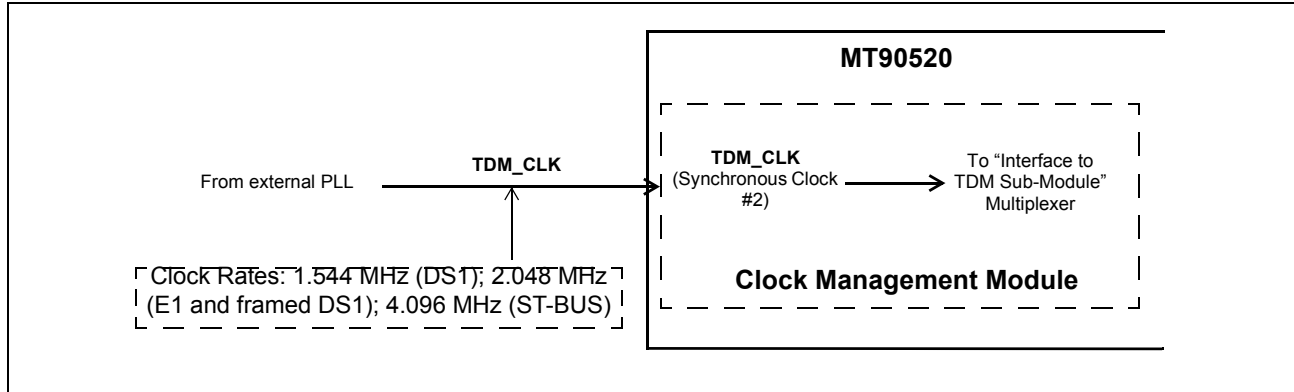 MT90520
From external PLL
TDM_CLK
TDM_CLK
(Synchronous Clock
#2)
To “Interface to
TDM Sub-Module”
Multiplexer
Clock Rates: 1.544 MHz (DS1); 2.048 MHz
(E1 and framed DS1); 4.096 MHz (ST-BUS)
Clock Management Module